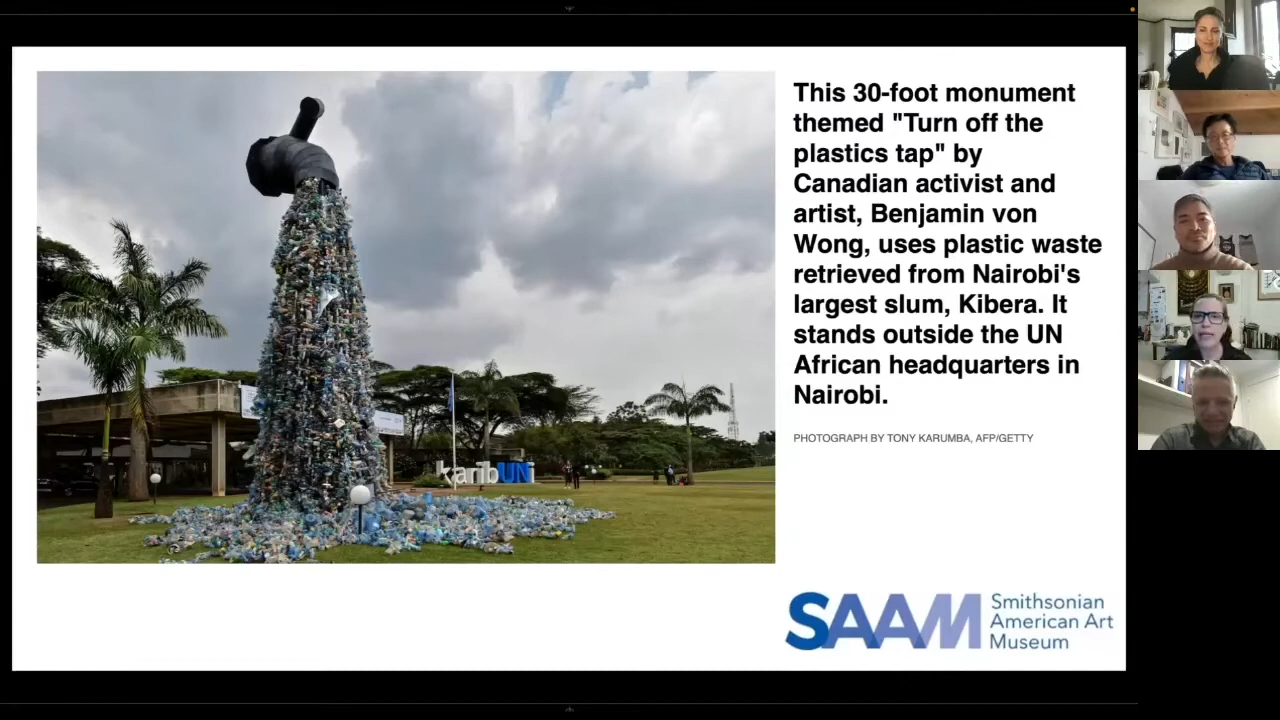 This 30-foot monument
themed "Turn off the
plastics tap" by
Canadian activist and
artist, Benjamin von
Wong, uses plastic waste
retrieved from Nairobi's
largest slum, Kibera. It
stands outside the UN
African headquarters in
Nairobi.
PHOTOGRAPH BY TONY KARUMBA, AFP/GETTY
karibUNi
SAAM
Smithsonian
American Art
Museum